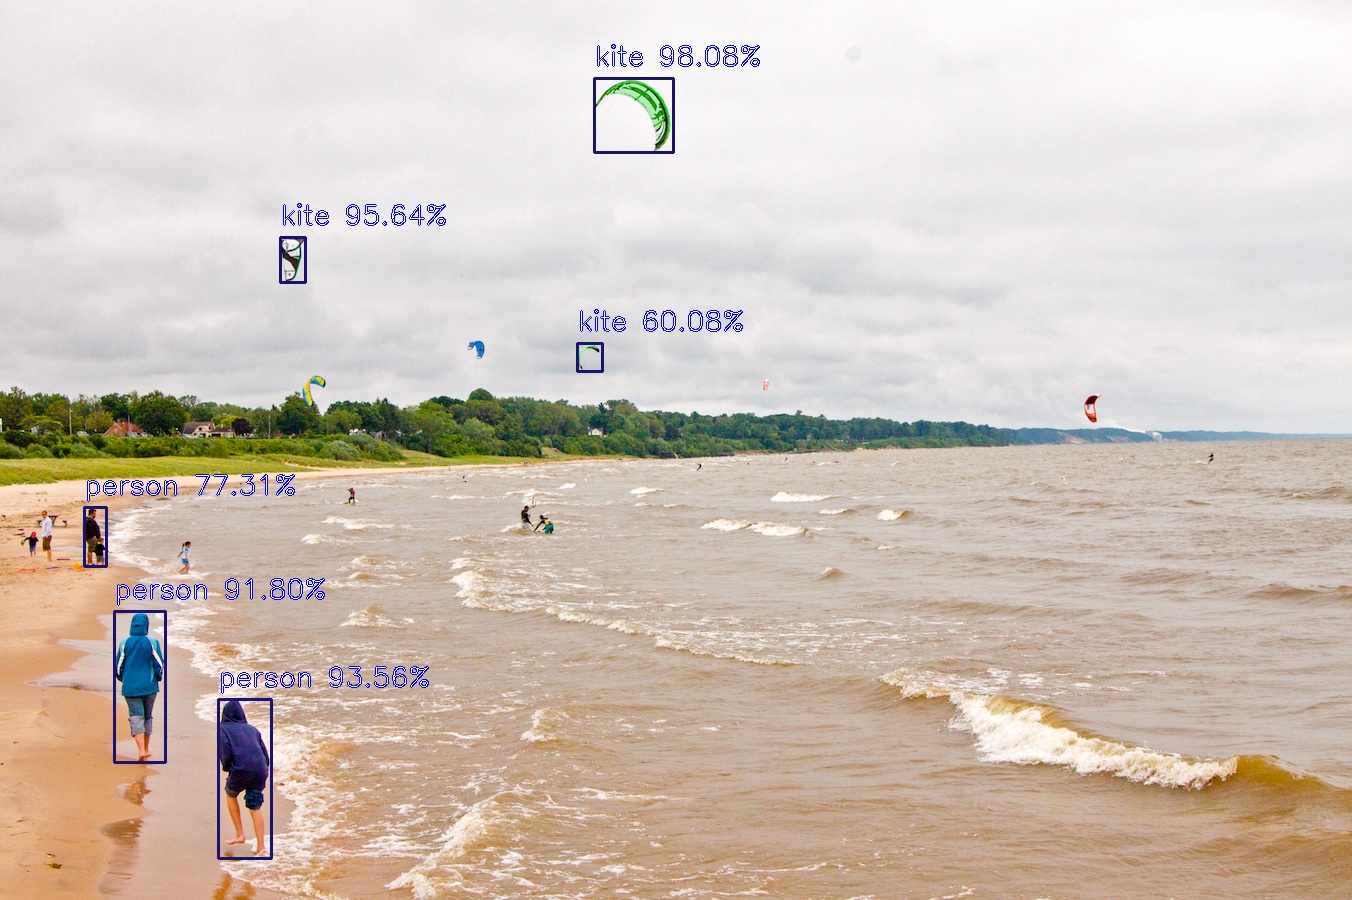 kite 98.08%
kite 95.64%
kite 60.08%
person 77.31%
person 91.80%
person 93.56%